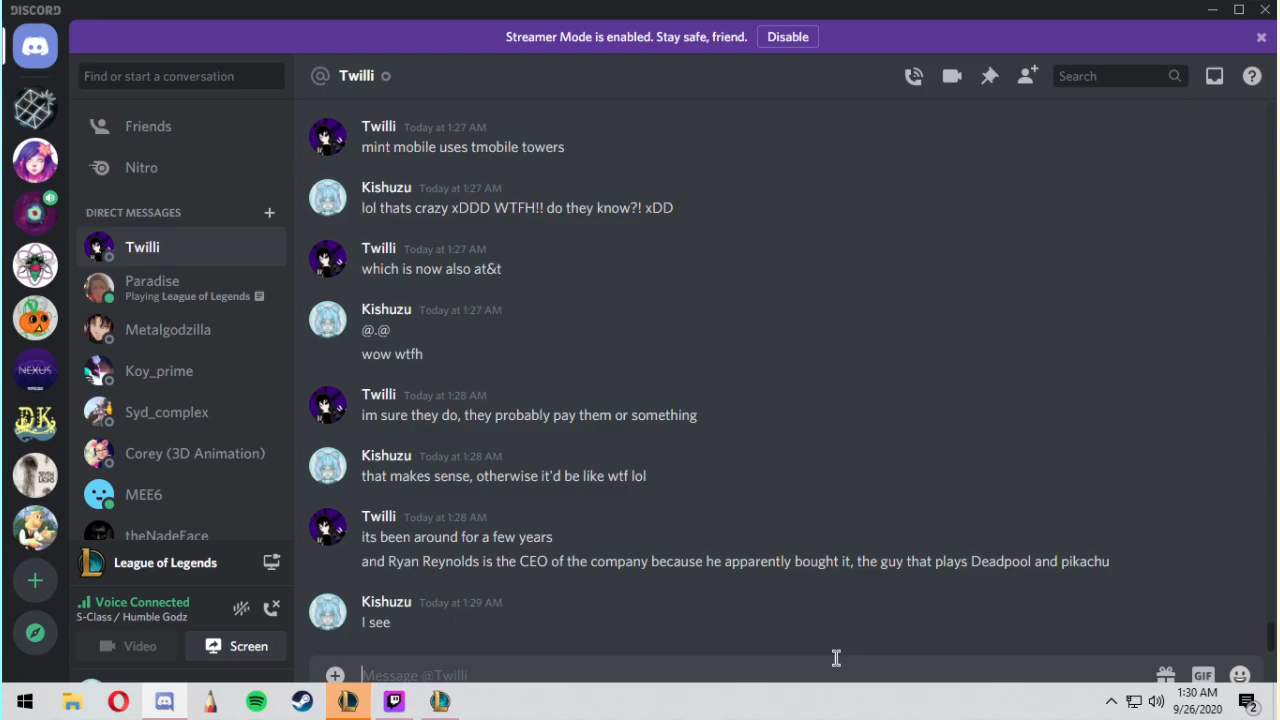 DISCORD
Streamer Mode is enabled. Stay safe, friend. Disable
Find or start a conversation
Friends
Nitro
DIRECT MESSAGES
Twilli
Paradise
Playing League of Legends
Metalgodzilla
Koy_prime
Syd_complex
Corey (3D Animation)
MEE6
theNadeFace
League of Legends
Voice Connected
S-Class / Humble Godz
Video Screen
NEXUS
DK
SEVEN LIONS
@ Twilli
Search
Twilli Today at 1:27 AM
mint mobile uses tmobile towers
Kishuzu Today at 1:27 AM
lol thats crazy xDDD WTFH!! do they know?! xDD
Twilli Today at 1:27 AM
which is now also at&t
Kishuzu Today at 1:27 AM
@.@
wow wtfh
Twilli Today at 1:28 AM
im sure they do, they probably pay them or something
Kishuzu Today at 1:28 AM
that makes sense, otherwise it'd be like wtf lol
Twilli Today at 1:28 AM
its been around for a few years
and Ryan Reynolds is the CEO of the company because he apparently bought it, the guy that plays Deadpool and pikachu
Kishuzu Today at 1:29 AM
I see
Message @Twilli
GIF
1:30 AM
9/26/2020
2